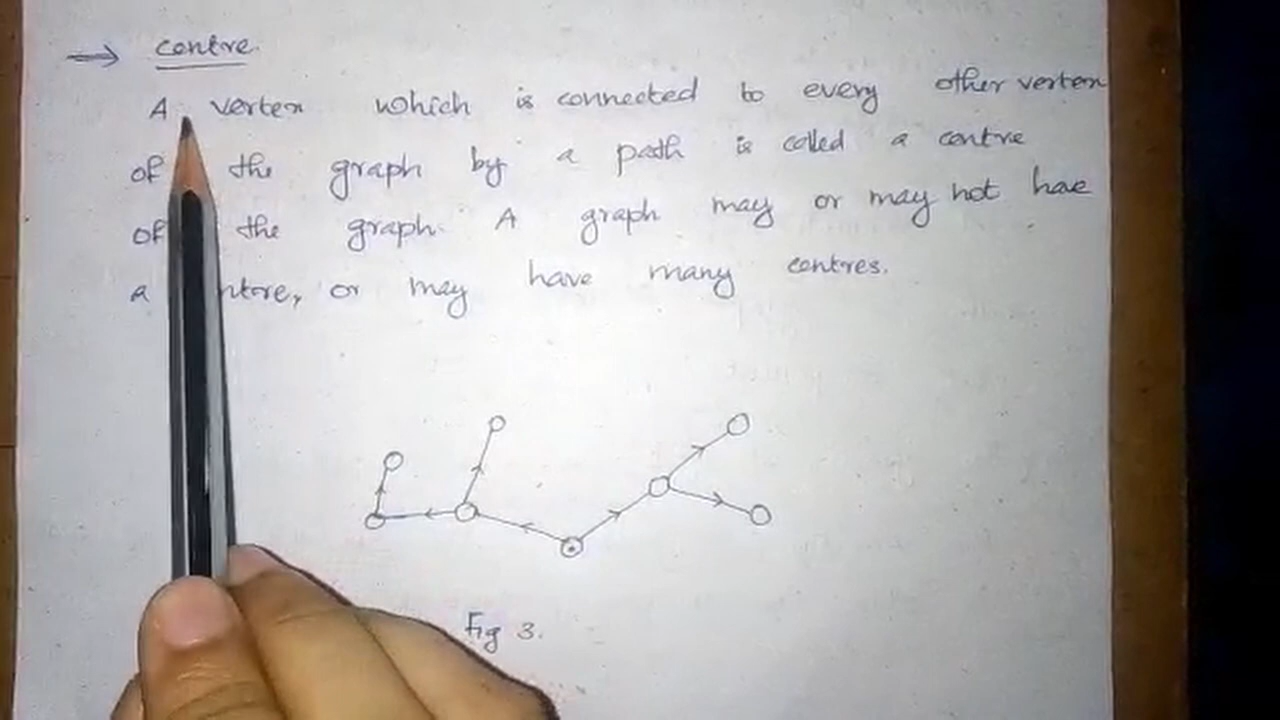 → centre.
A vertex which is connected to every other vertex
of the graph by a path is called a centre
of the graph. A graph may or may not have
a ntre, or may have many centres.
Fig 3.